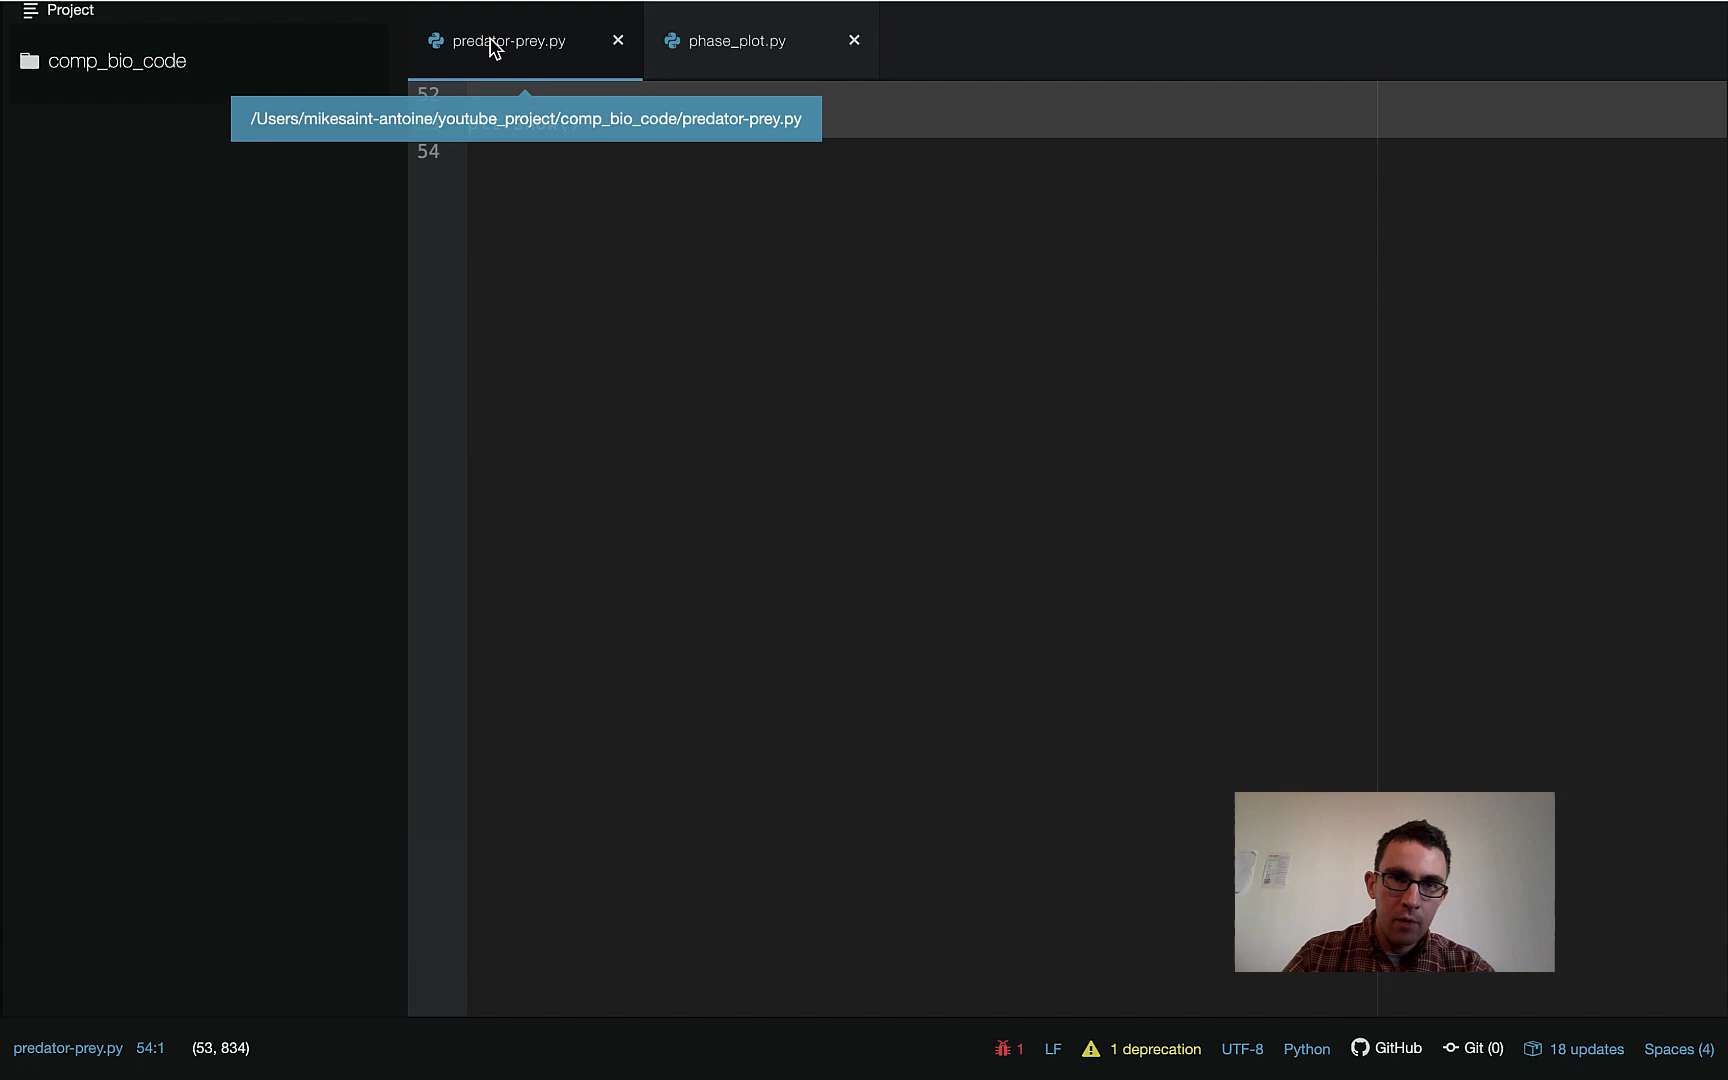 Project
comp_bio_code
predator-prey.py
phase_plot.py
52
/Users/mikesaint-antoine/youtube_project/comp_bio_code/predator-prey.py
54
predator-prey.py 54:1 (53, 834)
1 LF 1 deprecation UTF-8 Python GitHub Git (0) 18 updates Spaces (4)